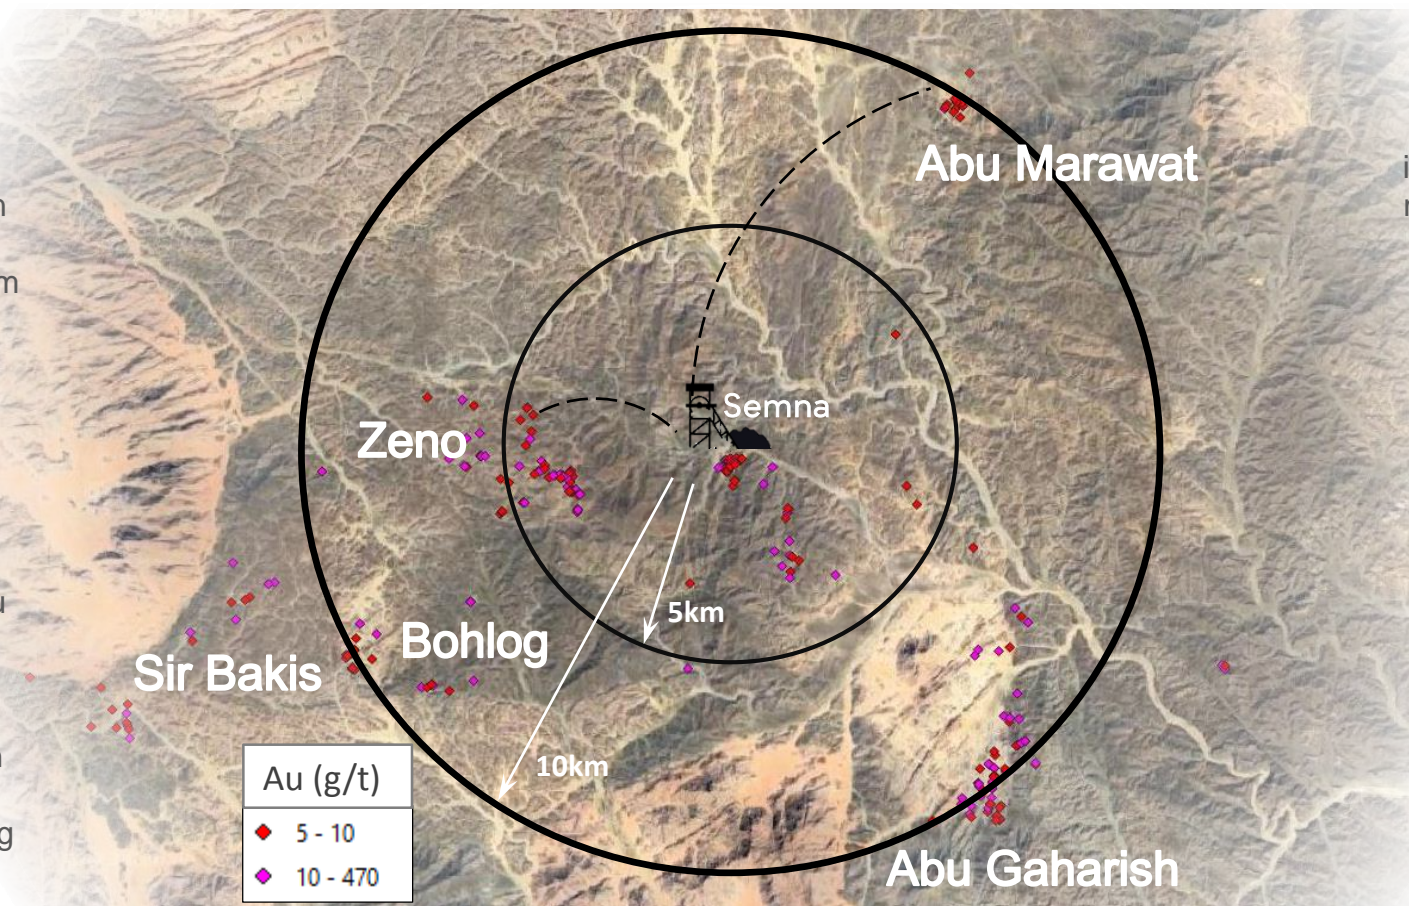 Abu Marawat
Semna
Zeno
5km
Bohlog
Sir Bakis
10km
Au (g/t)
5 - 10
10 - 470
Abu Gaharish